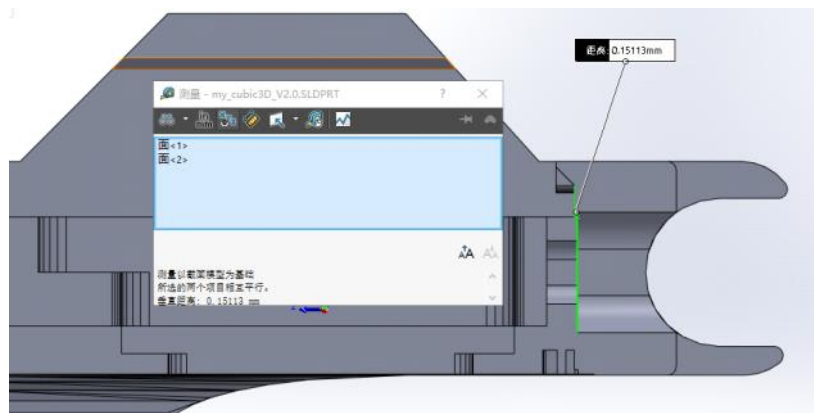 距离: 0.15113mm
测量 - my_cubic3D_V2.0.SLDPRT
面<1>
面<2>
测量以截面模型为基础
所选的两个项目相互平行。
垂直距离: 0.15113 mm